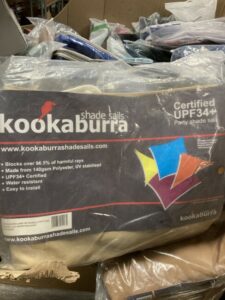 shade sails
kookaburra
www.kookaburrashadesails.com
Certified
UPF34+
Party shade sail
• Blocks over 96.5% of harmful rays
• Made from 140gsm Polyester, UV stabilised
• UPF34+ Certified
• Water resistant
• Easy to install
kookaburra
www.kookaburrashadesails.com